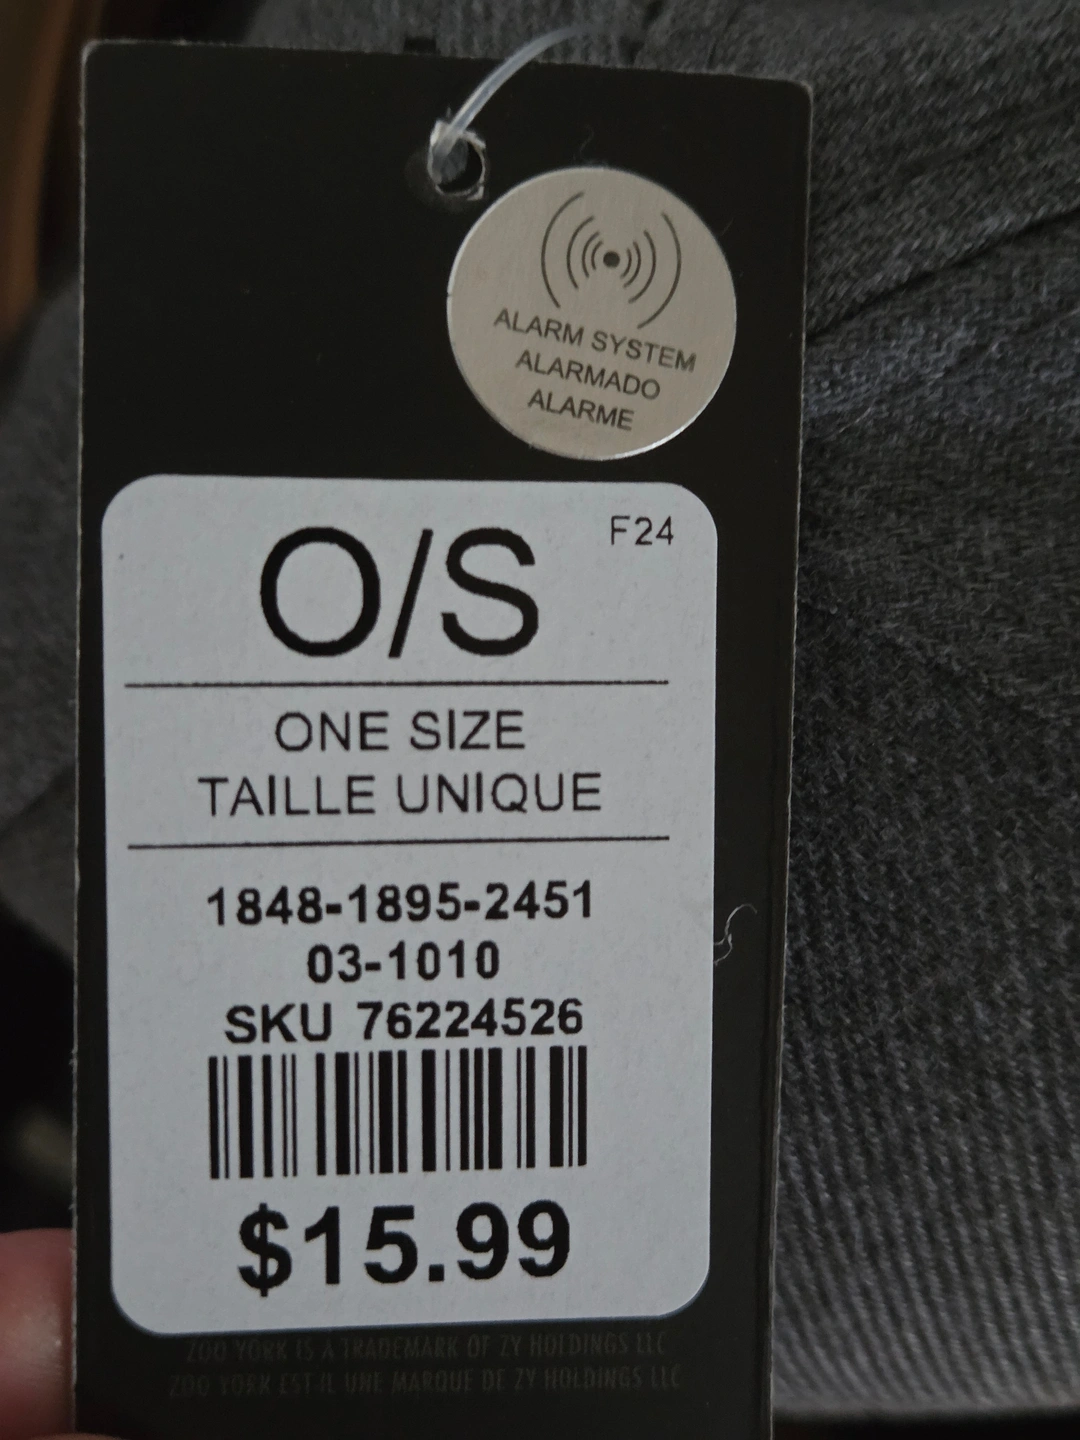 ALARM SYSTEM
ALARMADO
ALARME
O/S
F24
ONE SIZE
TAILLE UNIQUE
1848-1895-2451
03-1010
SKU 76224526
$15.99
ZOO YORK IS A TRADEMARK OF ZY HOLDINGS LLC
ZOO YORK EST-IL UNE MARQUE DE ZY HOLDINGS LLC